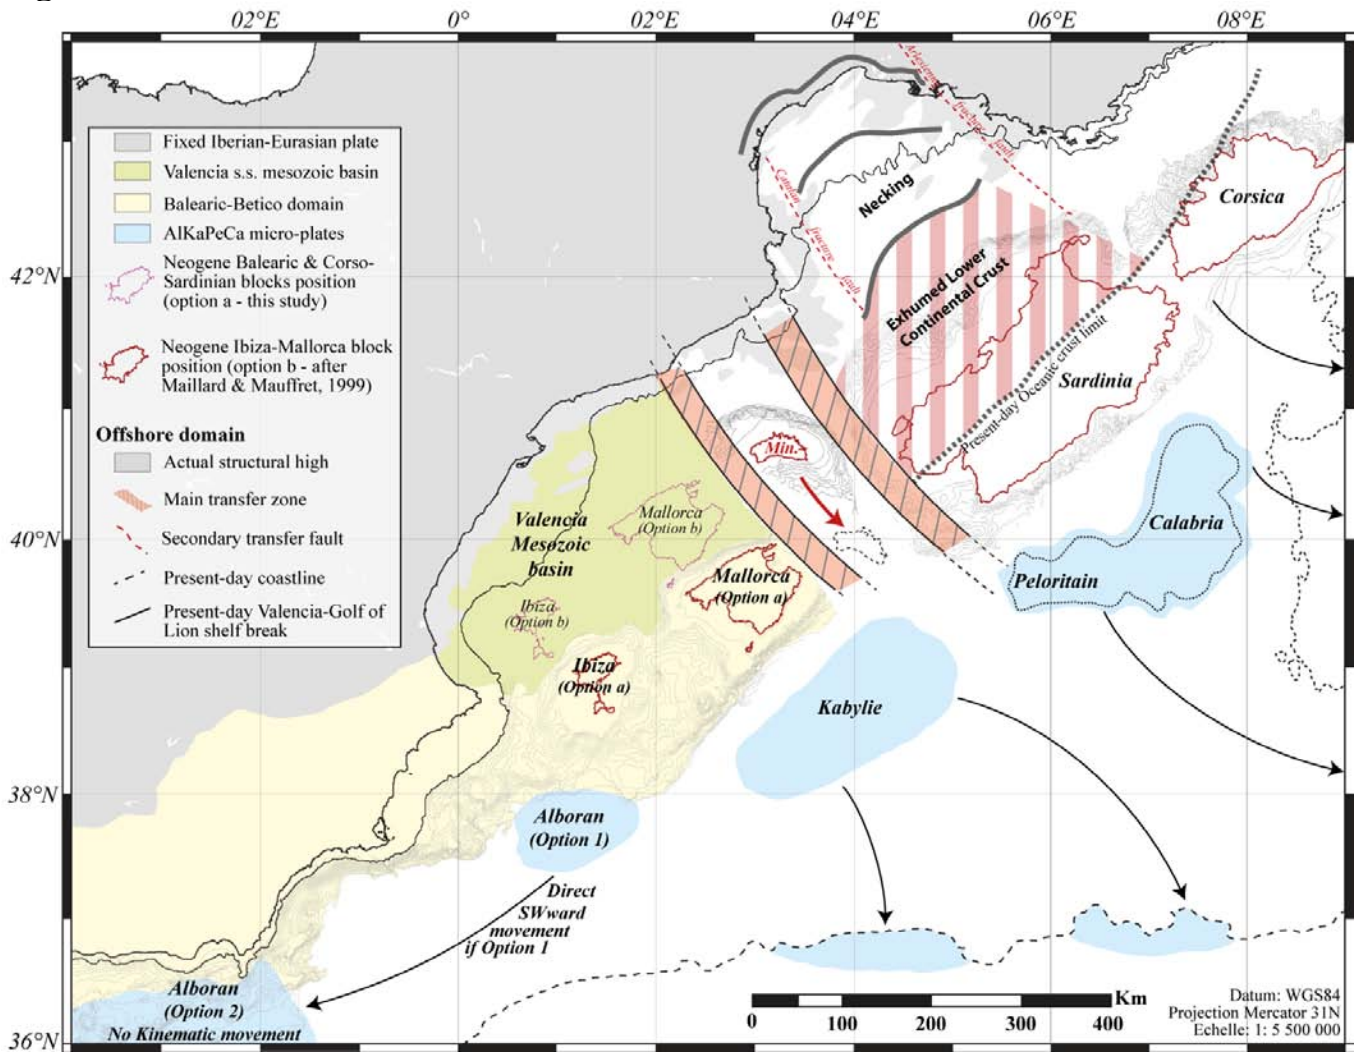 02°E 0° 02°E 04°E 06°E 08°E
42°N
40°N
38°N
36°N
Fixed Iberian-Eurasian plate
Valencia s.s. mesozoic basin
Balearic-Betico domain
AlKaPeCa micro-plates
Neogene Balearic & Corso-
Sardinian blocks position
(option a - this study)
Neogene Ibiza-Mallorca block
position (option b - after
Maillard & Mauffret, 1999)
Offshore domain
Actual structural high
Main transfer zone
Secondary transfer fault
Present-day coastline
Present-day Valencia-Golf of
Lion shelf break
Arlesienne fracture fault
Catalan fracture fault
Necking
Exhumed Lower
Continental Crust
Present-day Oceanic crust limit
Corsica
Sardinia
Min.
Calabria
Peloritain
Valencia
Mesozoic
basin
Mallorca
(Option b)
Mallorca
(Option a)
Ibiza
(Option b)
Ibiza
(Option a)
Kabylie
Alboran
(Option 1)
Direct
SWward
movement
if Option 1
Alboran
(Option 2)
No Kinematic movement
Km
0 100 200 300 400
Datum: WGS84
Projection Mercator 31N
Echelle: 1: 5 500 000